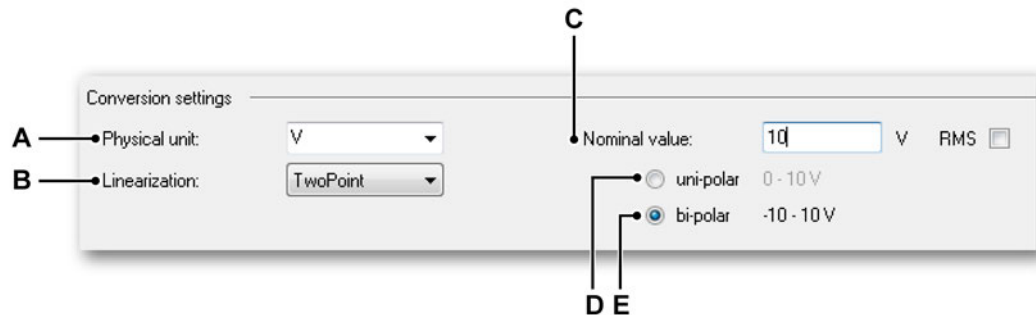 C
Conversion settings
A Physical unit: V Nominal value: 10 V RMS
B Linearization: TwoPoint uni-polar 0 - 10 V
bi-polar -10 - 10 V
D E